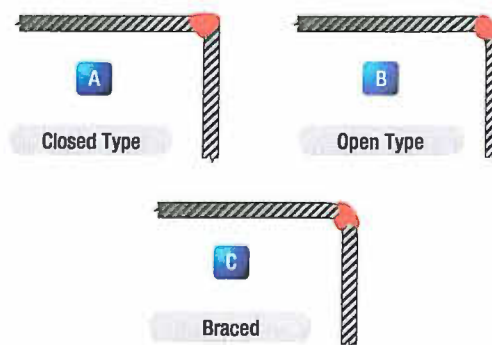 A
B
Closed Type
Open Type
C
Braced